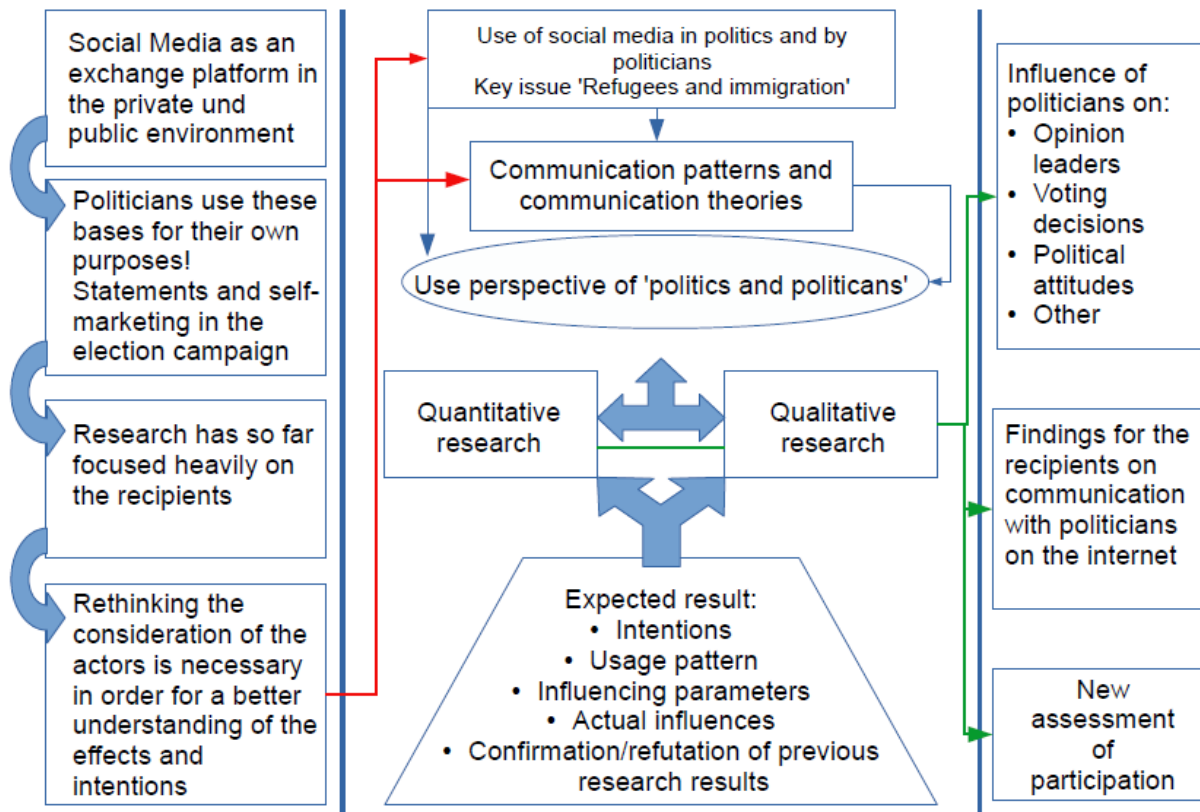 Social Media as an
exchange platform in
the private und
public environment
Politicians use these
bases for their own
purposes!
Statements and self-
marketing in the
election campaign
Research has so far
focused heavily on
the recipients
Rethinking the
consideration of the
actors is necessary
in order for a better
understanding of the
effects and
intentions
Use of social media in politics and by
politicians
Key issue 'Refugees and immigration'
Communication patterns and
communication theories
Use perspective of 'politics and politicans'
Quantitative
research
Qualitative
research
Expected result:
• Intentions
• Usage pattern
• Influencing parameters
• Actual influences
• Confirmation/refutation of previous
research results
Influence of
politicians on:
• Opinion
leaders
• Voting
decisions
• Political
attitudes
• Other
Findings for the
recipients on
communication
with politicians
on the internet
New
assessment
of
participation